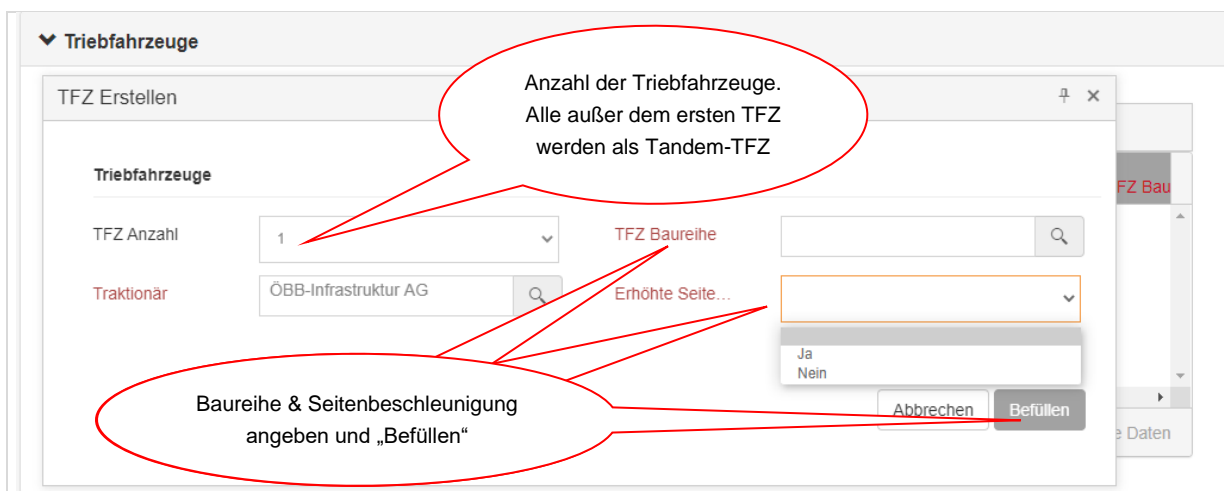 Triebfahrzeuge
TFZ Erstellen
Anzahl der Triebfahrzeuge.
Alle außer dem ersten TFZ
werden als Tandem-TFZ
Triebfahrzeuge
FZ Bau
TFZ Anzahl
1
TFZ Baureihe
Traktionär
ÖBB-Infrastruktur AG
Erhöhte Seite...
Ja
Nein
Baureihe & Seitenbeschleunigung
angeben und „Befüllen“
Abbrechen
Befüllen
e Daten